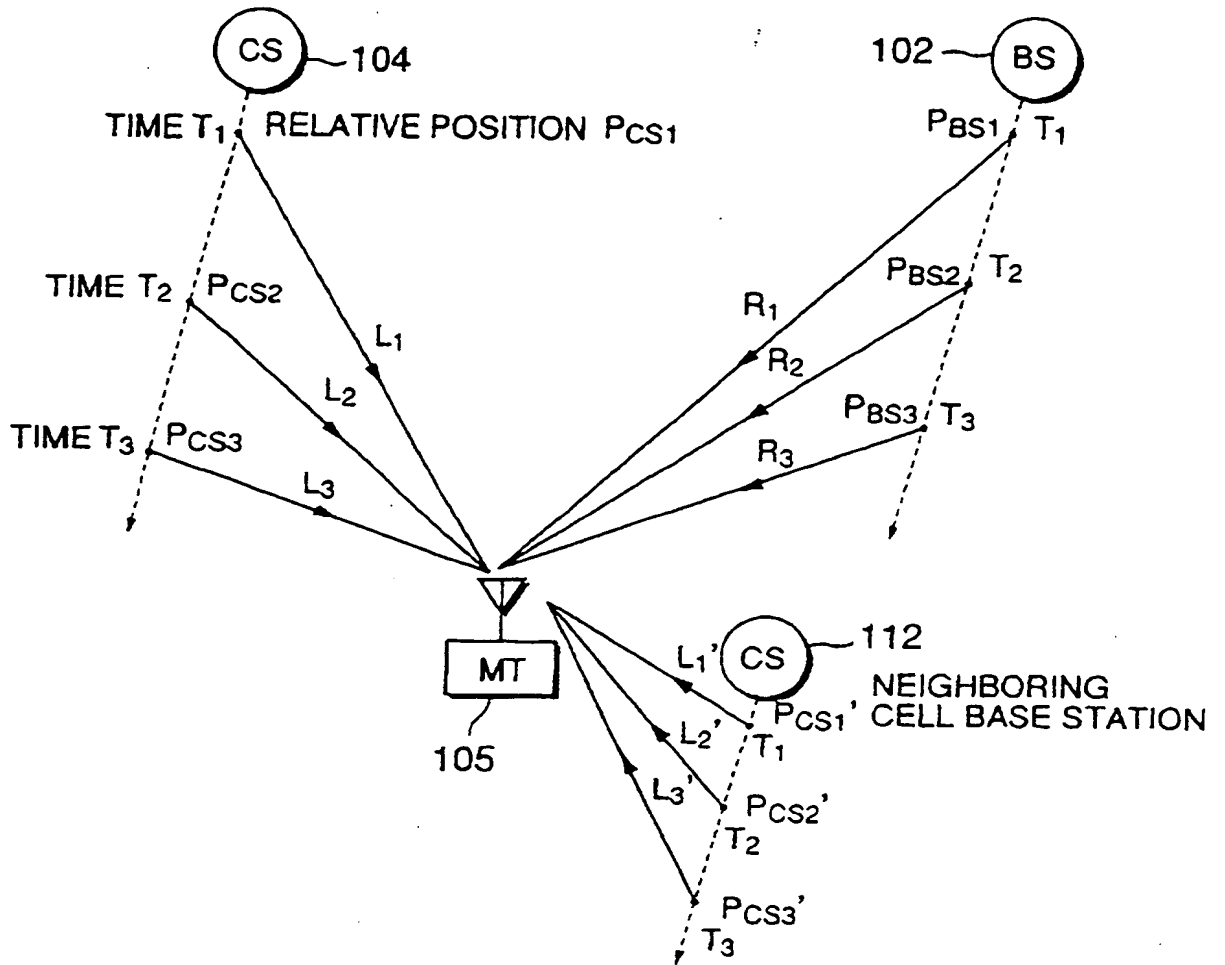 CS
104
102
BS
TIME T1 RELATIVE POSITION PCS1
PBS1 T1
TIME T2 PCS2
PBS2 T2
R1
L1
R2
L2
PBS3 T3
TIME T3 PCS3
R3
L3
112
CS
MT
L1'
NEIGHBORING
CELL BASE STATION
PCS1'
L2'
T1
105
L3'
PCS2'
T2
PCS3'
T3